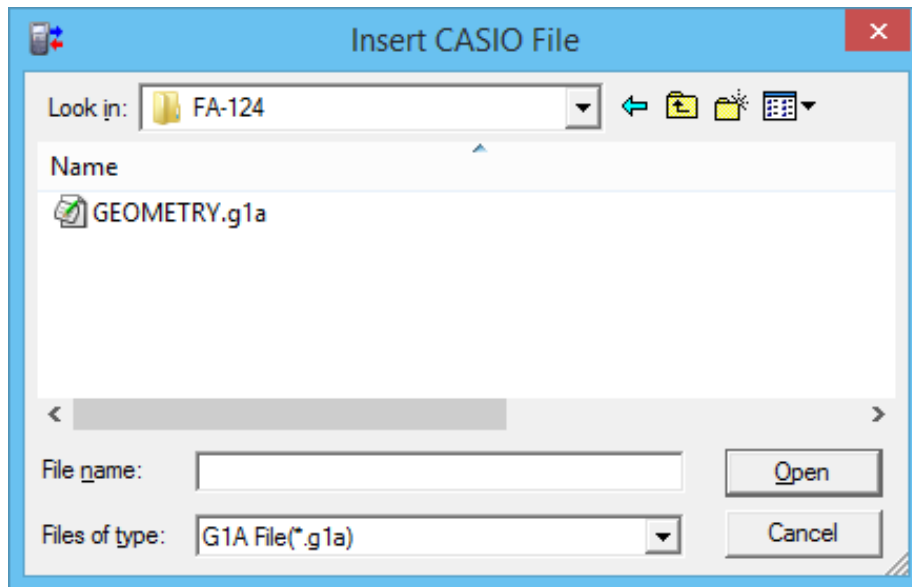 Insert CASIO File
Look in: FA-124
Name
GEOMETRY.g1a
File name: Open
Files of type: G1A File(*.g1a) Cancel